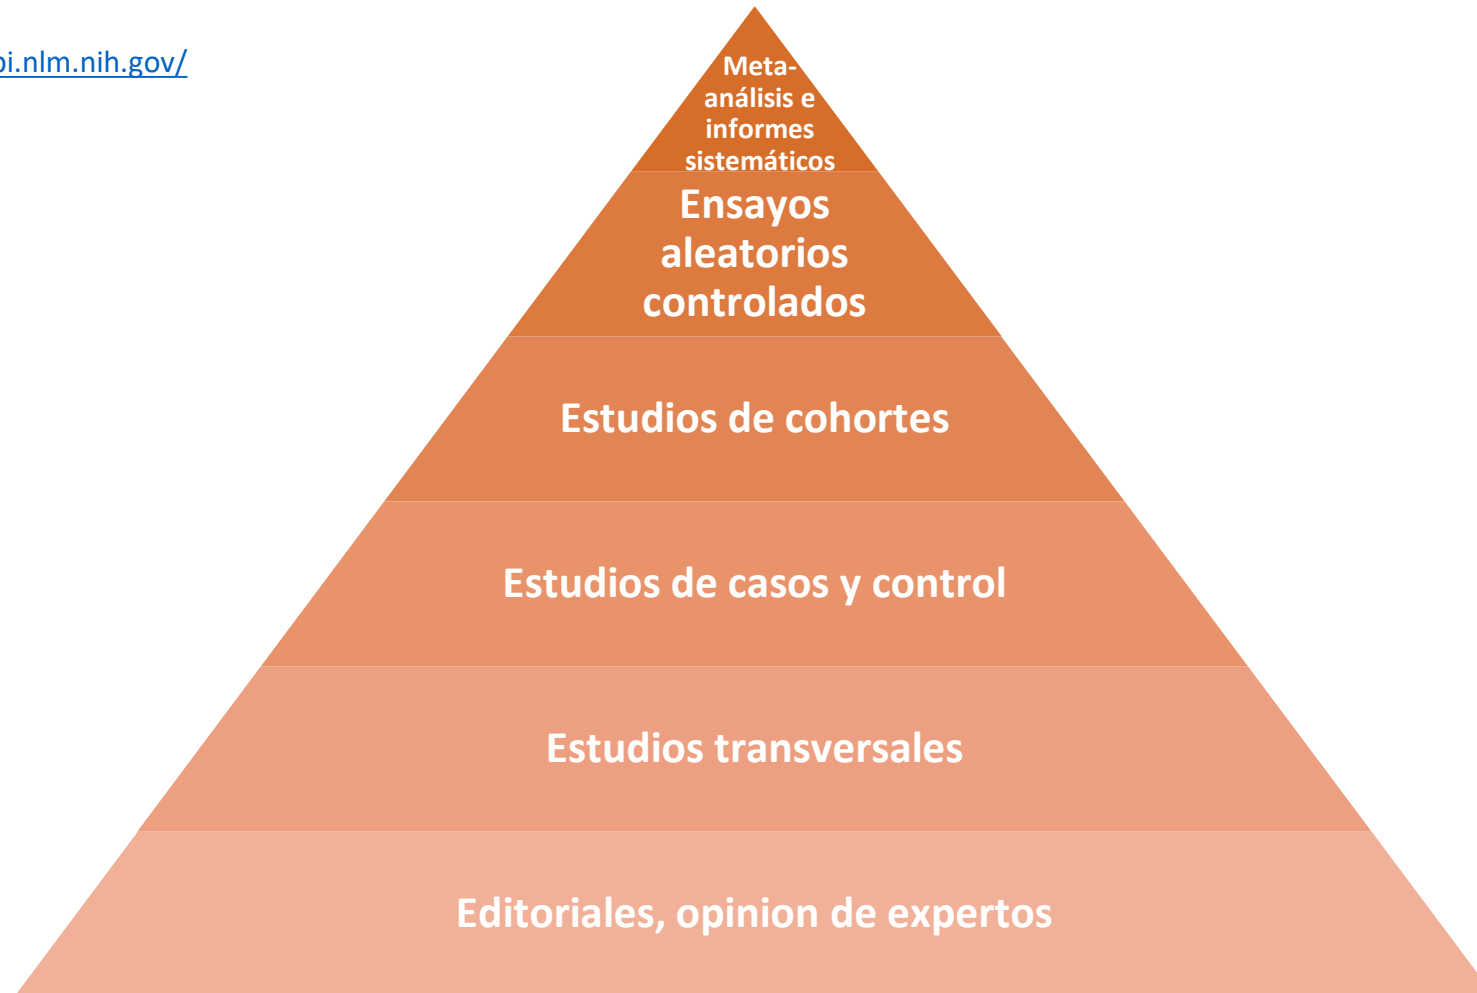 pi.nlm.nih.gov/
Meta-
análisis e
informes
sistemáticos
Ensayos
aleatorios
controlados
Estudios de cohortes
Estudios de casos y control
Estudios transversales
Editoriales, opinion de expertos